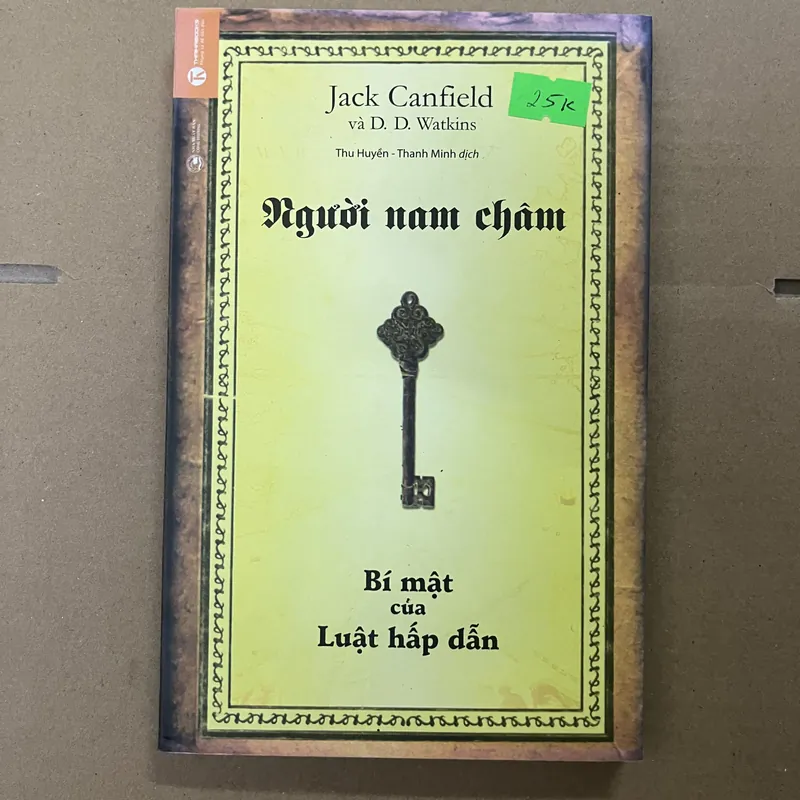 THAIHABOOKS
Jack Canfield
và D. D. Watkins
25K
Thu Huyền - Thanh Minh dịch
Người nam châm
Bí mật
của
Luật hấp dẫn